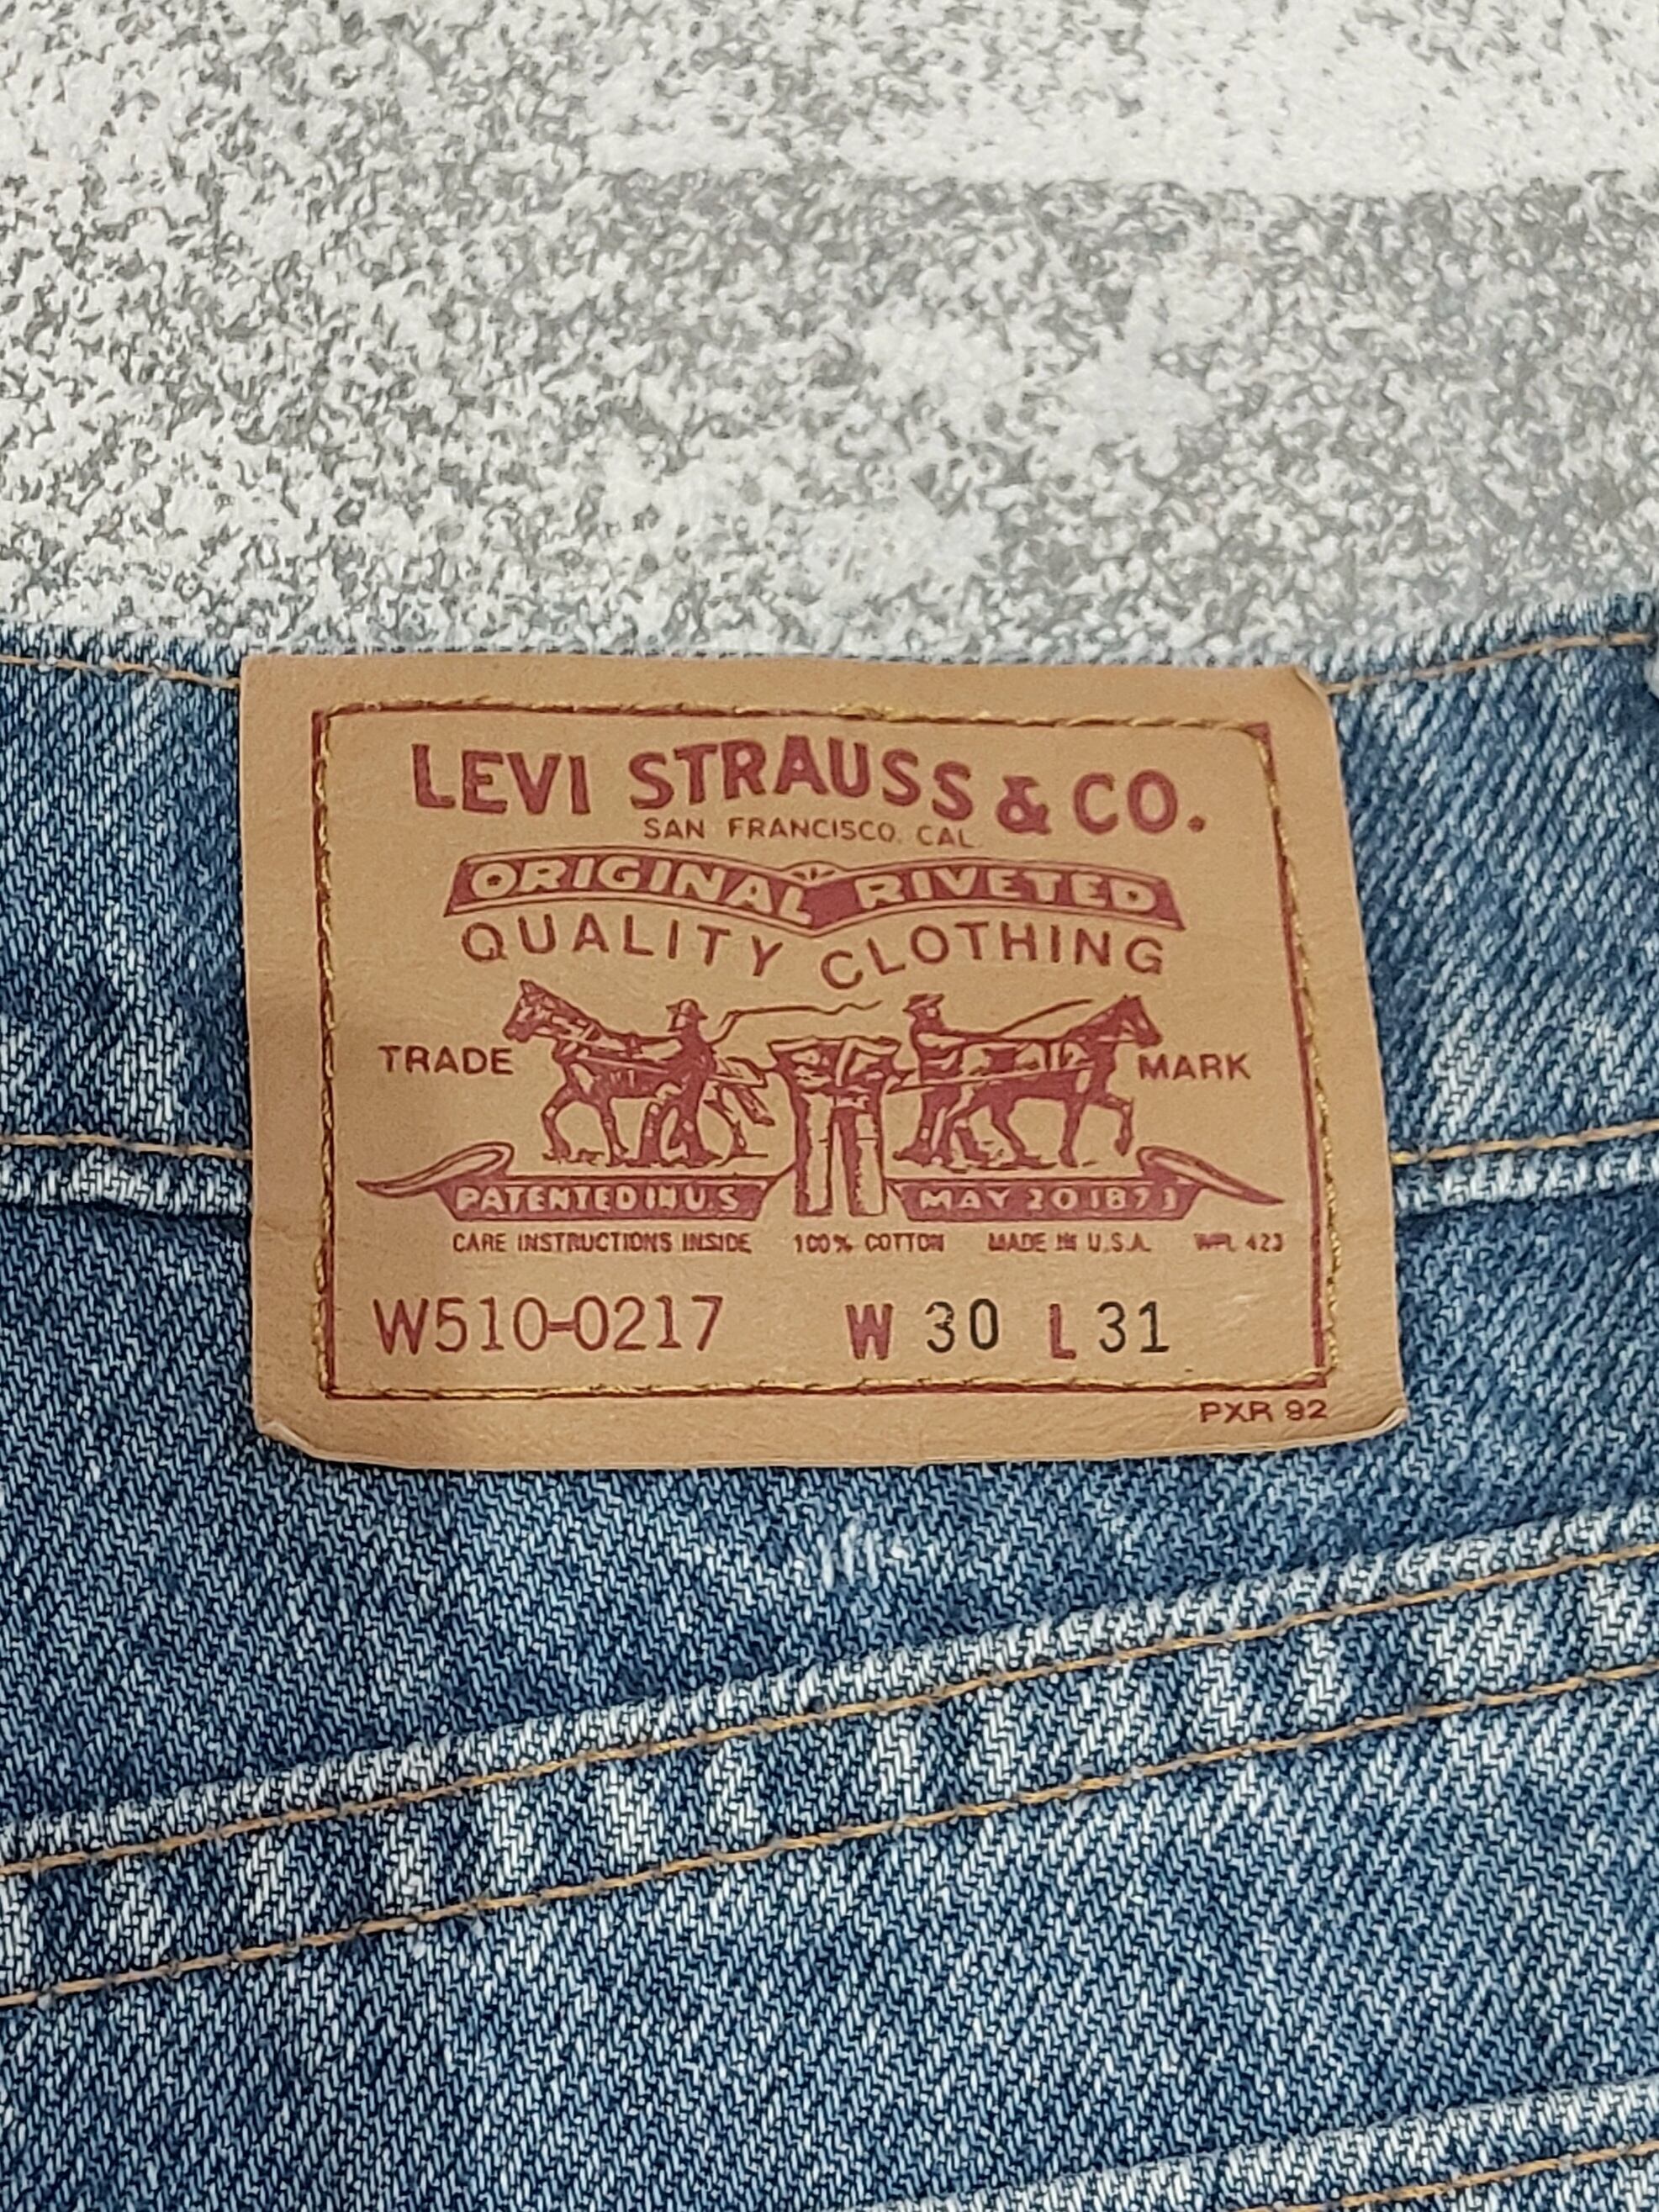 LEVI STRAUSS & CO.
SAN FRANCISCO, CAL.
ORIGINAL RIVETED
QUALITY CLOTHING
TRADE MARK
PATENTED IN U.S. MAY 20 1873
CARE INSTRUCTIONS INSIDE 100% COTTON MADE IN U.S.A. WPL 423
W510-0217 W 30 L 31
PXR 92